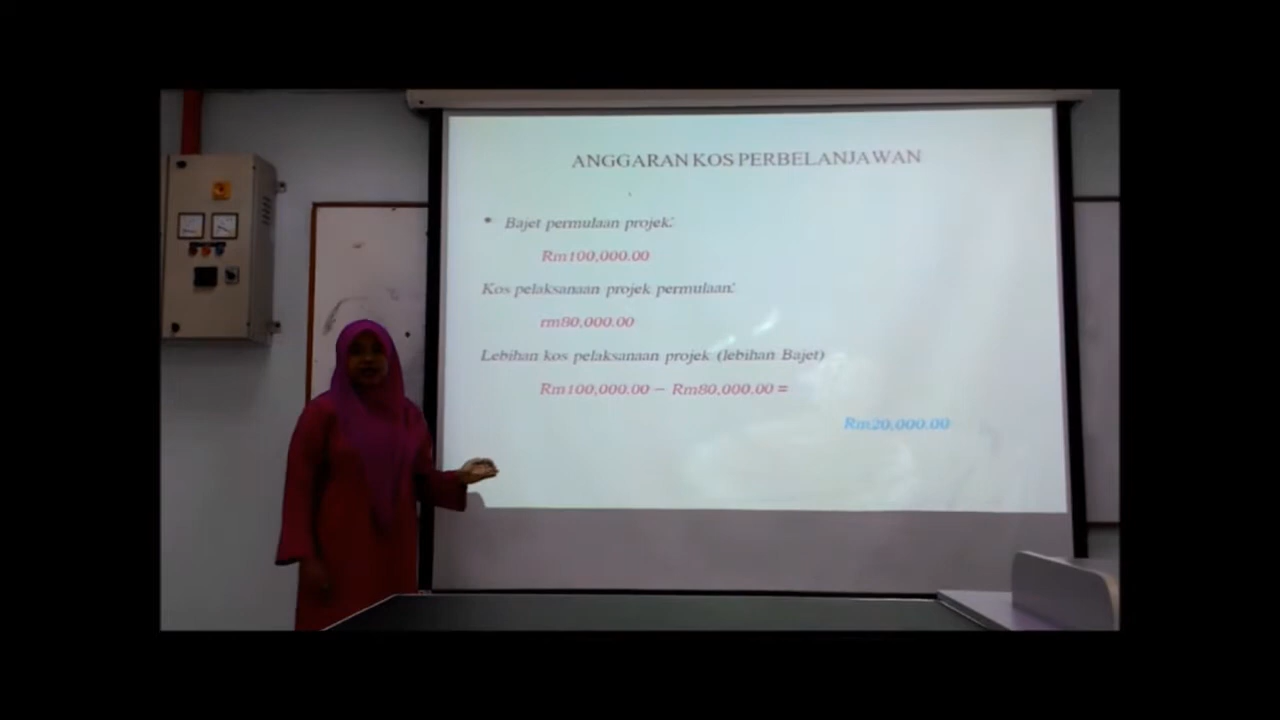 ANGGARAN KOS PERBELANJAWAN
• Bajet permulaan projek:
Rm100,000.00
Kos pelaksanaan projek permulaan:
rm80,000.00
Lebihan kos pelaksanaan projek (lebihan Bajet)
Rm100,000.00 – Rm80,000.00 =
Rm20,000.00